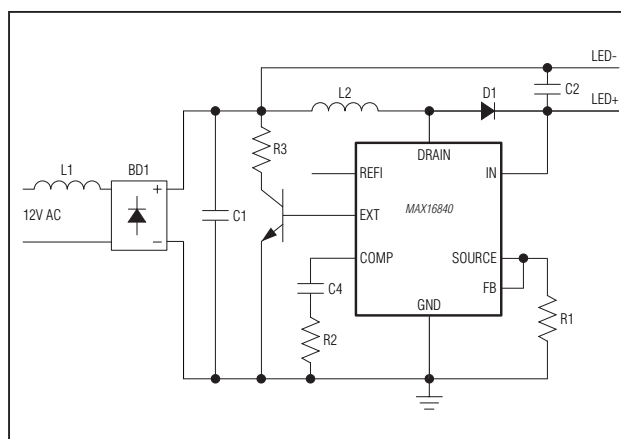 LED-
L2
D1
C2
LED+
R3
DRAIN
L1
BD1
REFI
IN
+
MAX16840
12V AC
C1
EXT
–
COMP
SOURCE
C4
FB
GND
R1
R2